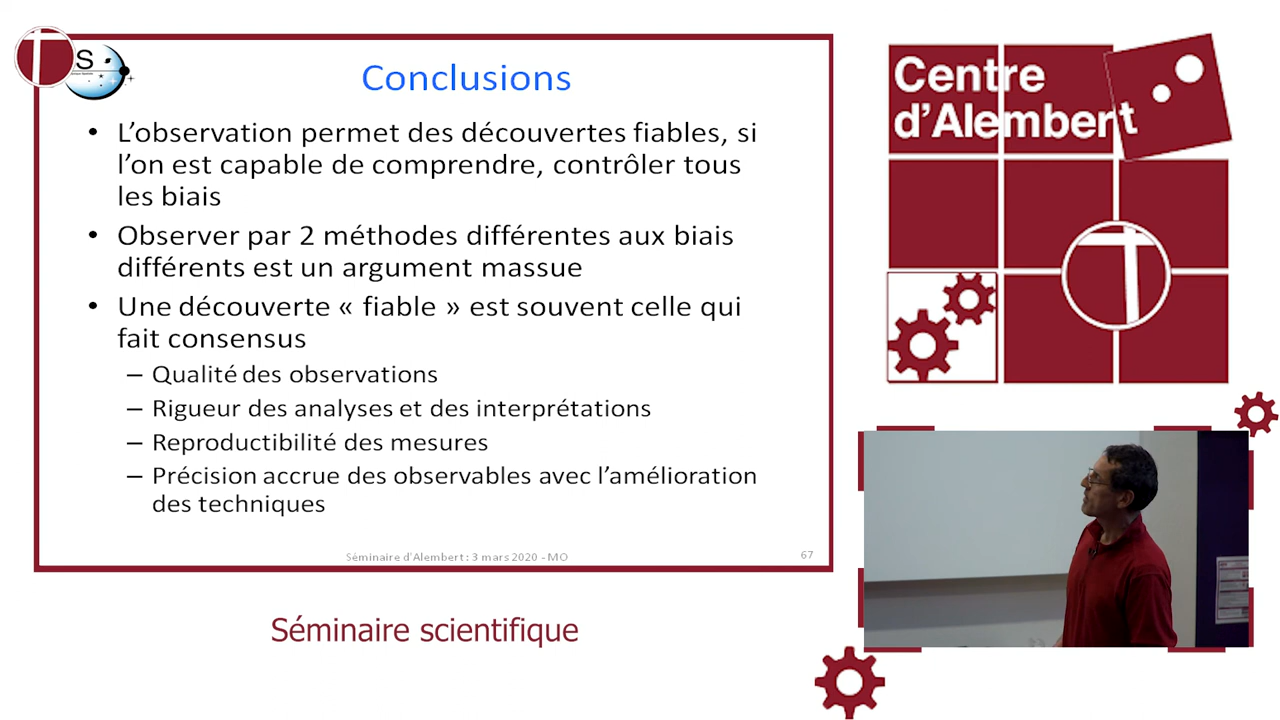 S
Conclusions
• L’observation permet des découvertes fiables, si
l’on est capable de comprendre, contrôler tous
les biais
• Observer par 2 méthodes différentes aux biais
différents est un argument massue
• Une découverte « fiable » est souvent celle qui
fait consensus
– Qualité des observations
– Rigueur des analyses et des interprétations
– Reproductibilité des mesures
– Précision accrue des observables avec l’amélioration
des techniques
Séminaire d’Alembert : 3 mars 2020 - MO
67
Séminaire scientifique
Centre
d’Alembert